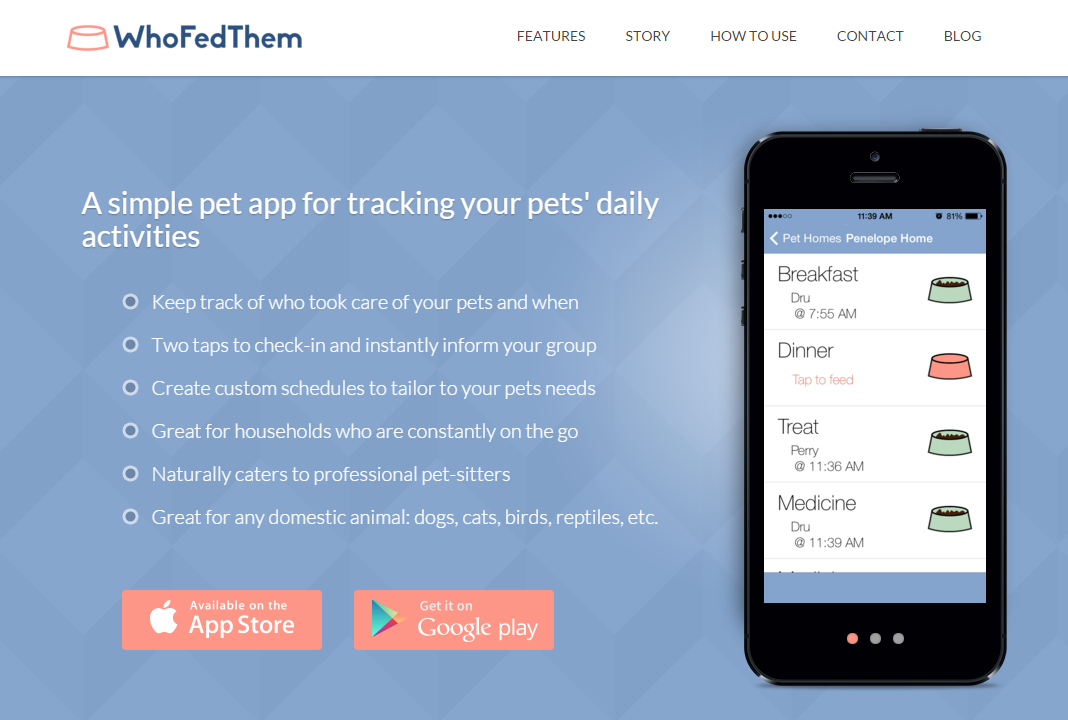 WhoFedThem
FEATURES
STORY
HOW TO USE
CONTACT
BLOG
A simple pet app for tracking your pets' daily
activities
Keep track of who took care of your pets and when
Two taps to check-in and instantly inform your group
Create custom schedules to tailor to your pets needs
Great for households who are constantly on the go
Naturally caters to professional pet-sitters
Great for any domestic animal: dogs, cats, birds, reptiles, etc.
Available on the
App Store
Get it on
Google play
11:39 AM
81%
Pet Homes Penelope Home
Breakfast
Dru
@ 7:55 AM
Dinner
Tap to feed
Treat
Perry
@ 11:36 AM
Medicine
Dru
@ 11:39 AM